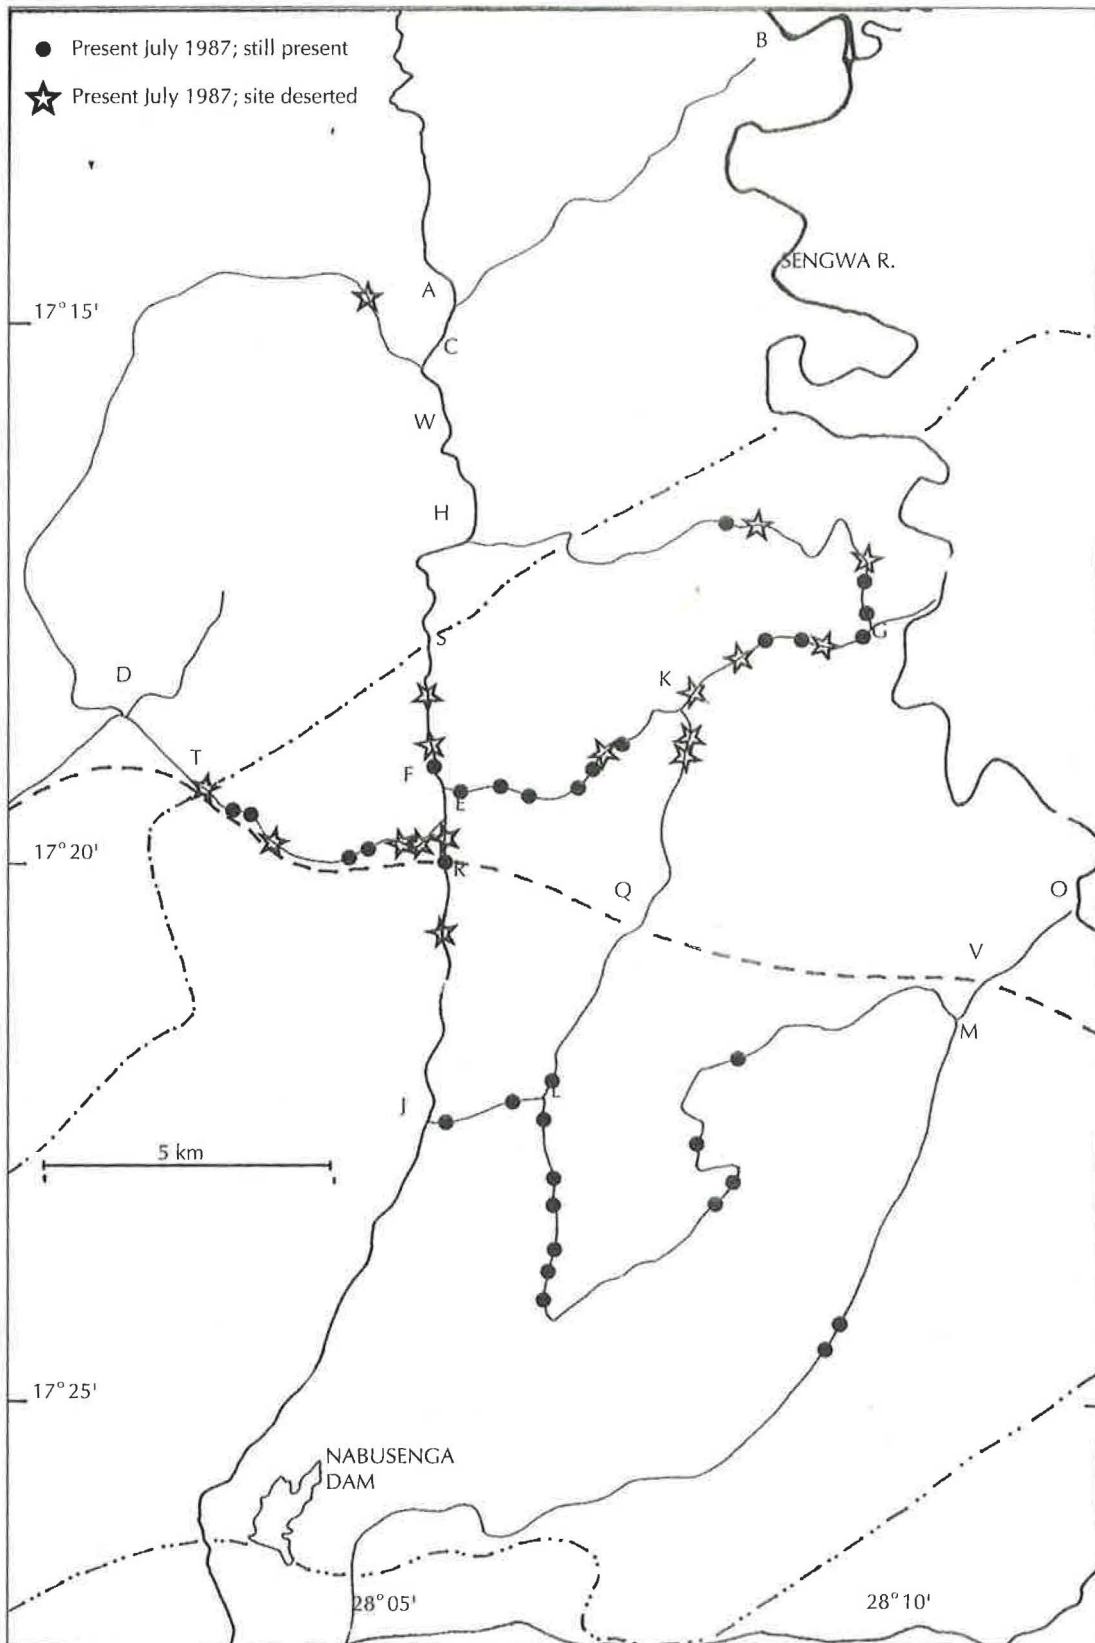 Present July 1987; still present
Present July 1987; site deserted
B
SENGWA R.
A
17°15'
C
W
H
S
G
D
K
T
F
E
17°20'
R
Q
O
V
M
L
J
5 km
17°25'
NABUSENGA
DAM
28°05'
28°10'